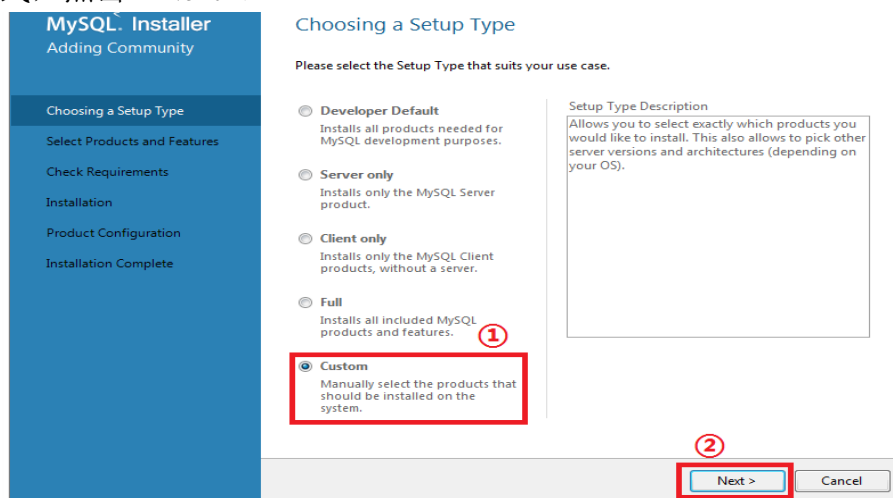 MySQL. Installer
Adding Community
Choosing a Setup Type
Select Products and Features
Check Requirements
Installation
Product Configuration
Installation Complete
Choosing a Setup Type
Please select the Setup Type that suits your use case.
Developer Default
Installs all products needed for
MySQL development purposes.
Server only
Installs only the MySQL Server
product.
Client only
Installs only the MySQL Client
products, without a server.
Full
Installs all included MySQL
products and features.
①
Custom
Manually select the products that
should be installed on the
system.
Setup Type Description
Allows you to select exactly which products you
would like to install. This also allows to pick other
server versions and architectures (depending on
your OS).
②
Next >
Cancel